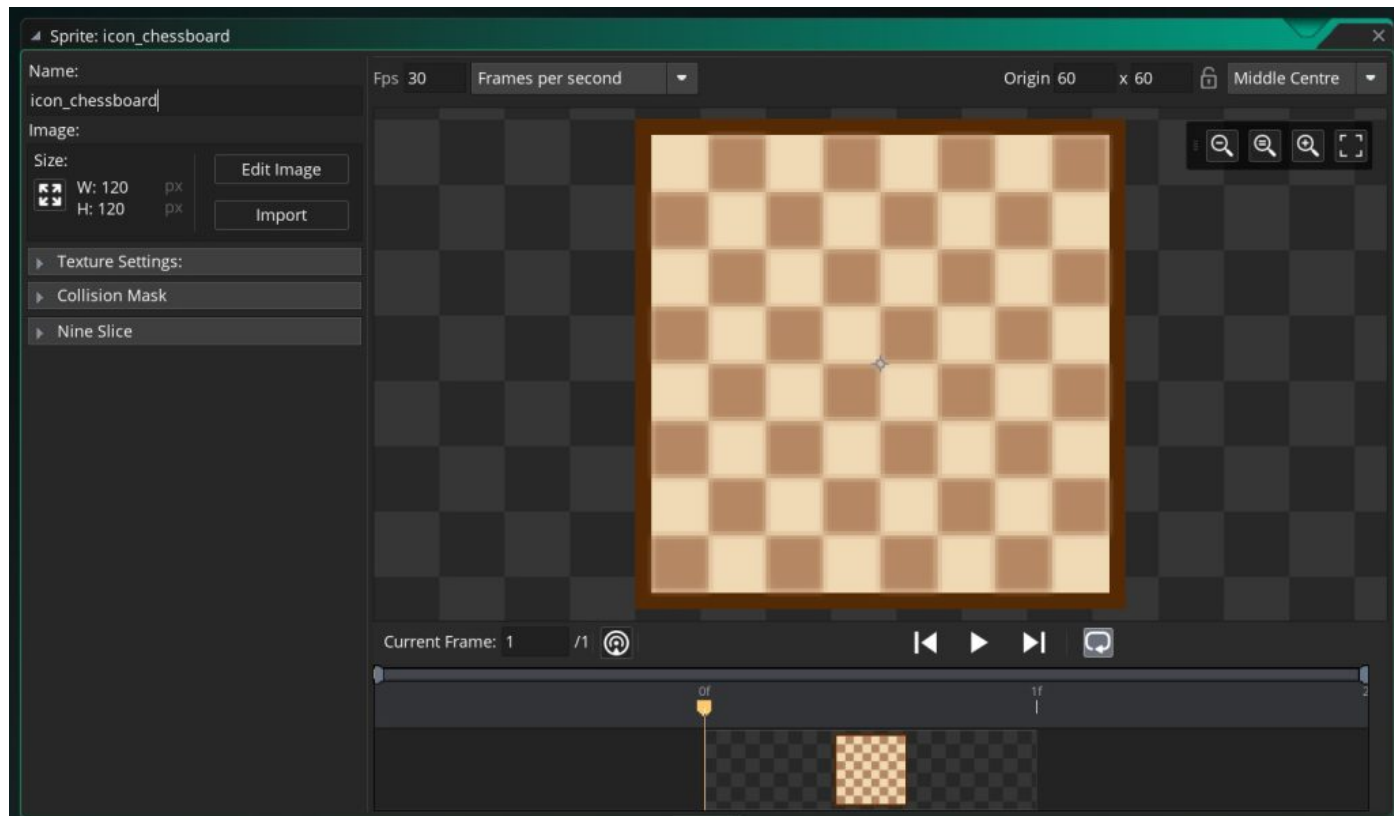 Sprite: icon_chessboard
Name:
icon_chessboard
Image:
Size:
W: 120 px
H: 120 px
Edit Image
Import
Texture Settings:
Collision Mask
Nine Slice
Fps 30 Frames per second Origin 60 x 60 Middle Centre
Current Frame: 1 /1
0f 1f 2